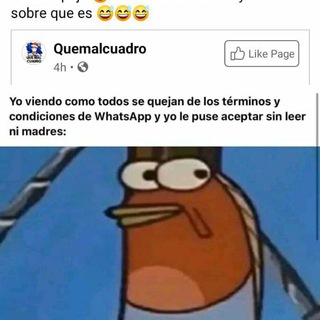 sobre que es 😅😅😅
Quemalcuadro
Like Page
4h
Yo viendo como todos se quejan de los términos y
condiciones de WhatsApp y yo le puse aceptar sin leer
ni madres: